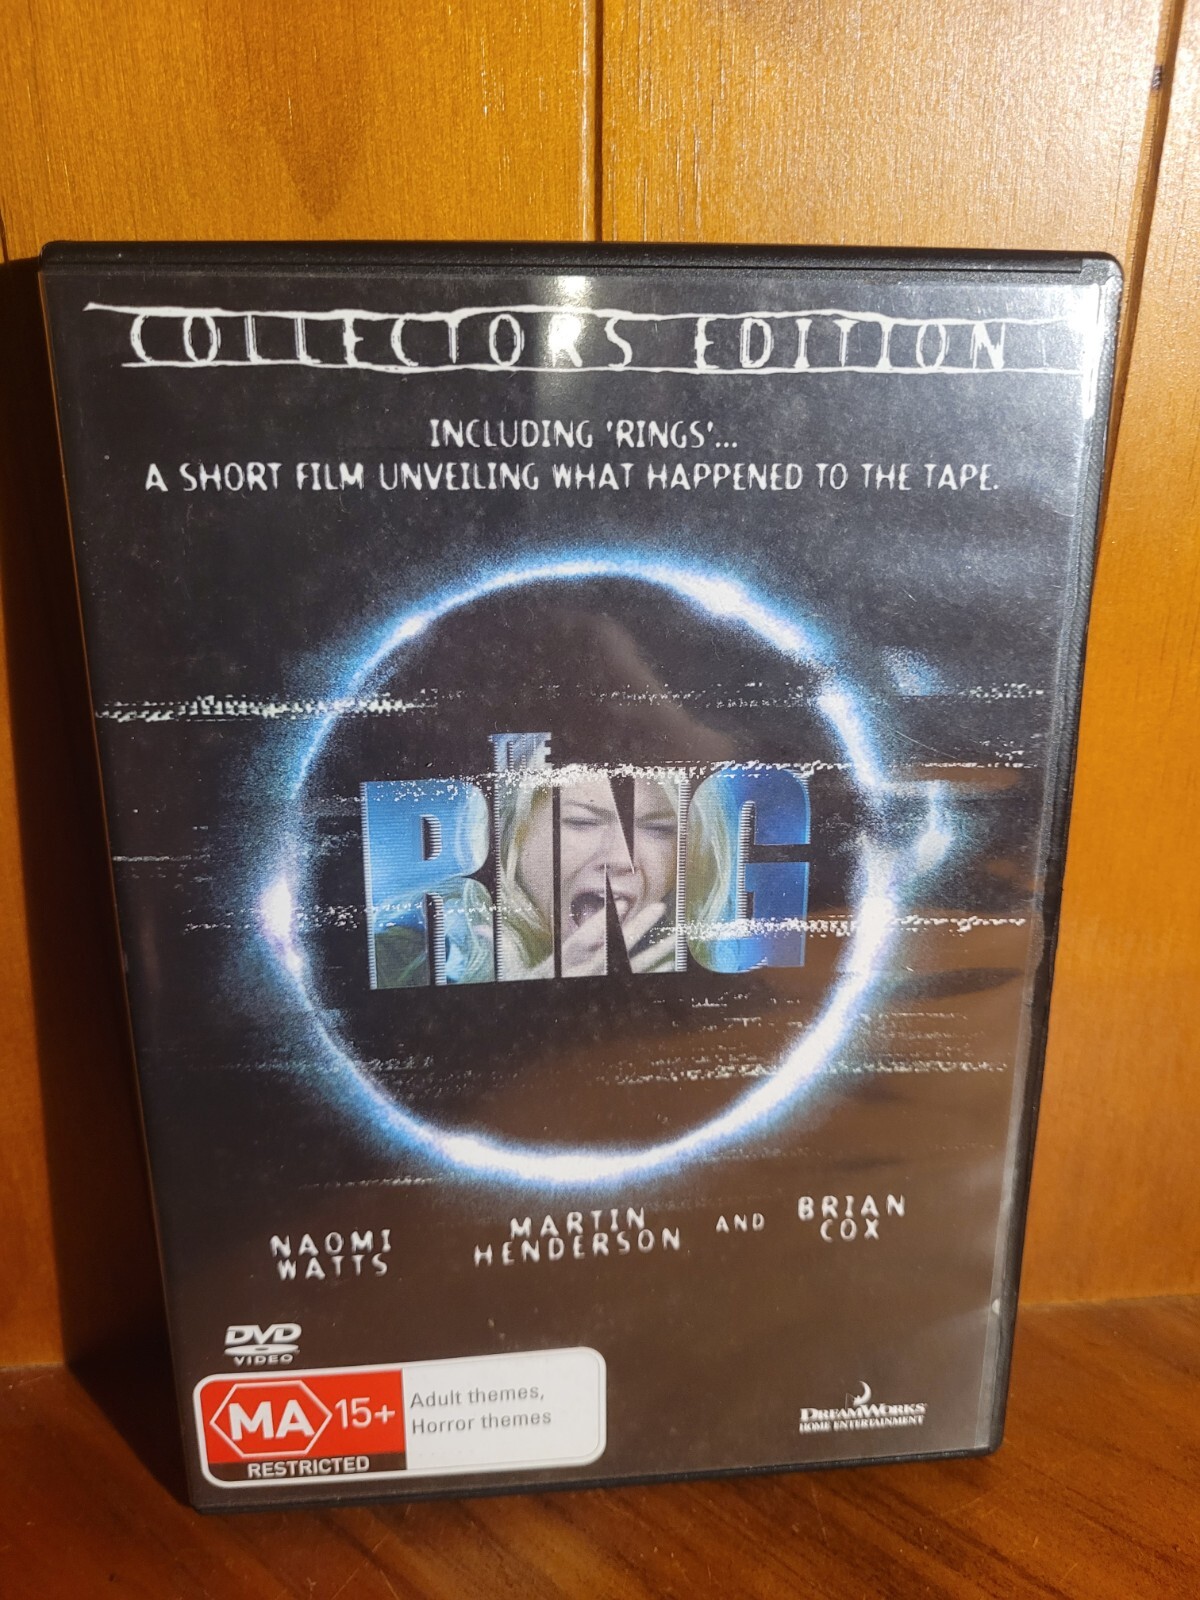 COLLECTORS EDITION
INCLUDING 'RINGS'...
A SHORT FILM UNVEILING WHAT HAPPENED TO THE TAPE.
THE
RING
NAOMI
WATTS
MARTIN
HENDERSON
AND
BRIAN
COX
DVD
VIDEO
MA 15+
RESTRICTED
Adult themes,
Horror themes
DREAMWORKS
HOME ENTERTAINMENT